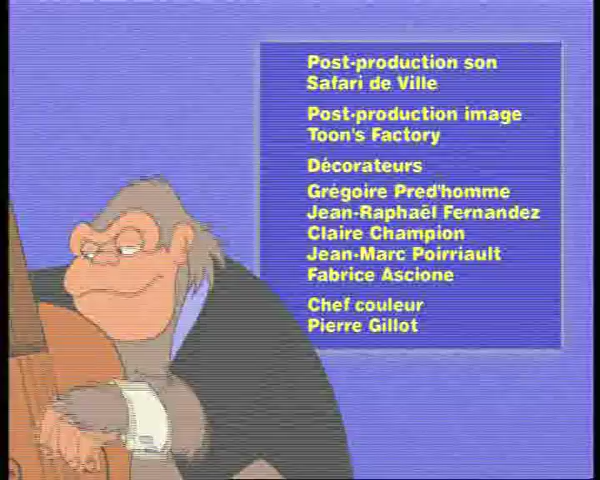 Post-production son
Safari de Ville
Post-production image
Toon's Factory
Décorateurs
Grégoire Pred'homme
Jean-Raphaël Fernandez
Claire Champion
Jean-Marc Poirriault
Fabrice Ascione
Chef couleur
Pierre Gillot